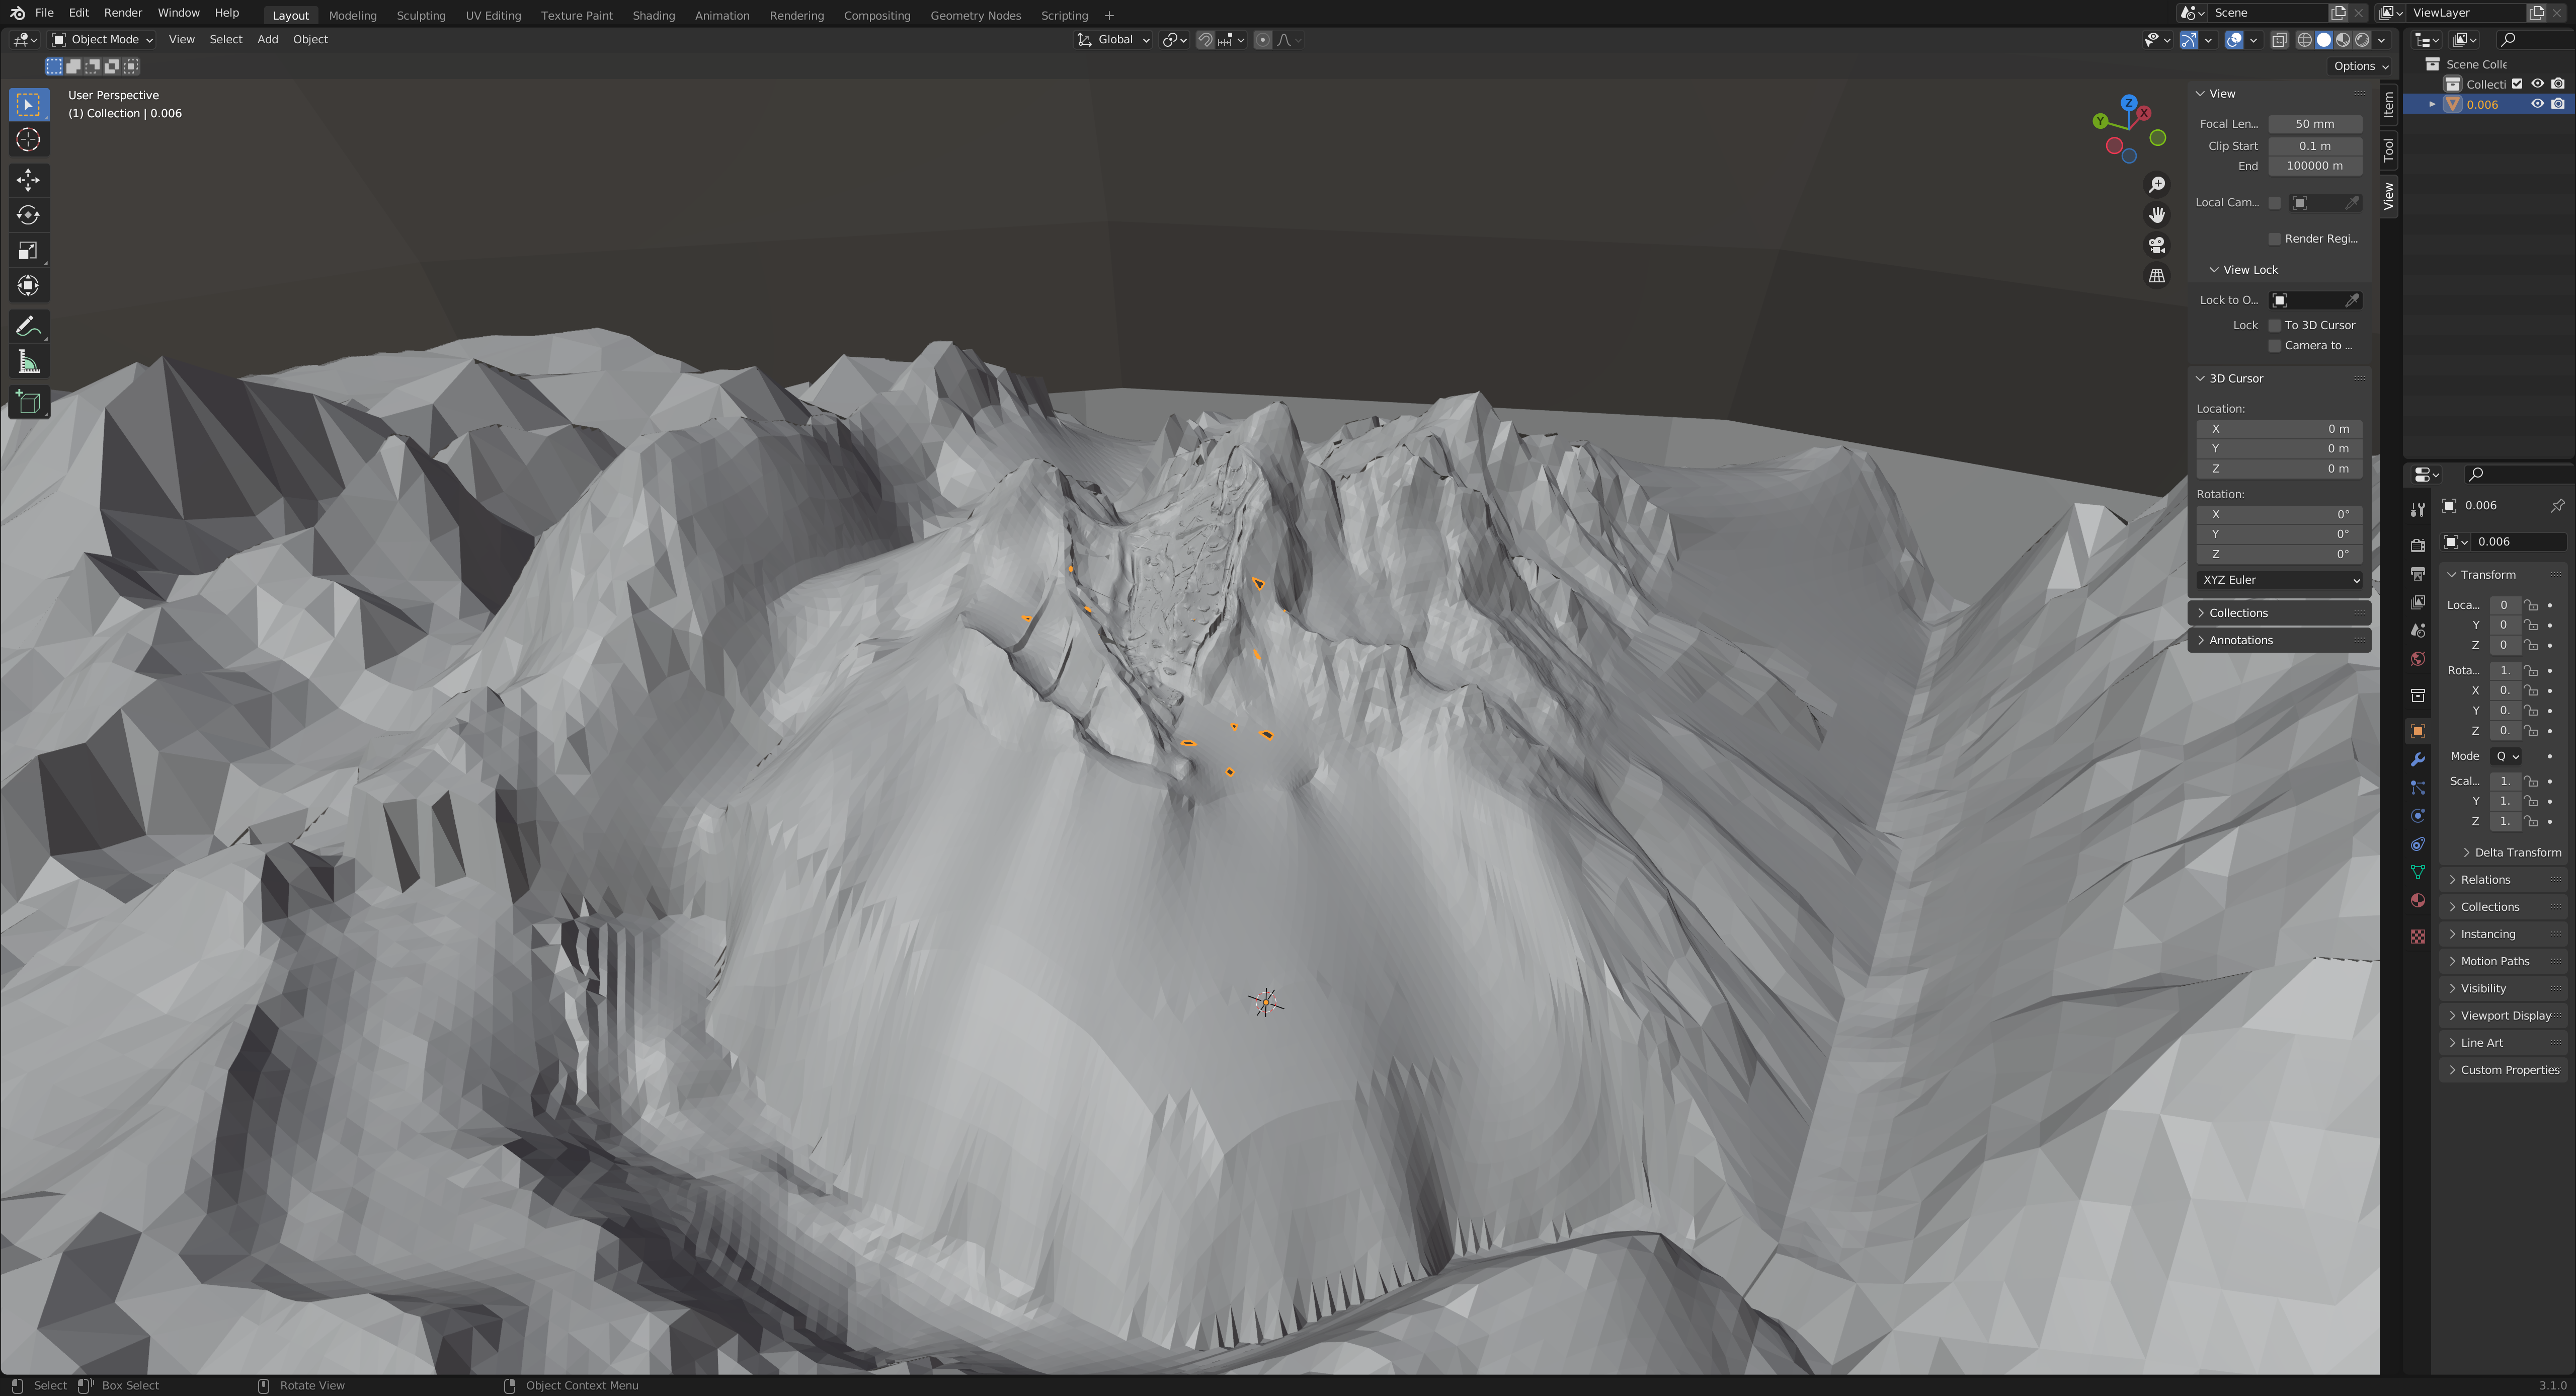 File Edit Render Window Help Layout Modeling Sculpting UV Editing Texture Paint Shading Animation Rendering Compositing Geometry Nodes Scripting + Scene ViewLayer
Object Mode View Select Add Object Global
Options
User Perspective
(1) Collection | 0.006
Z
X
Y
View
Focal Len... 50 mm
Clip Start 0.1 m
End 100000 m
Local Cam...
Render Regi...
View Lock
Lock to O...
Lock To 3D Cursor
Camera to ...
3D Cursor
Location:
X 0 m
Y 0 m
Z 0 m
Rotation:
X 0°
Y 0°
Z 0°
XYZ Euler
Collections
Annotations
Item
Tool
View
Scene Colle
Collecti
0.006
0.006
0.006
Transform
Loca... 0
Y 0
Z 0
Rota... 1.
X 0.
Y 0.
Z 0.
Mode Q
Scal... 1.
Y 1.
Z 1.
Delta Transform
Relations
Collections
Instancing
Motion Paths
Visibility
Viewport Display
Line Art
Custom Properties
Select Box Select Rotate View Object Context Menu 3.1.0